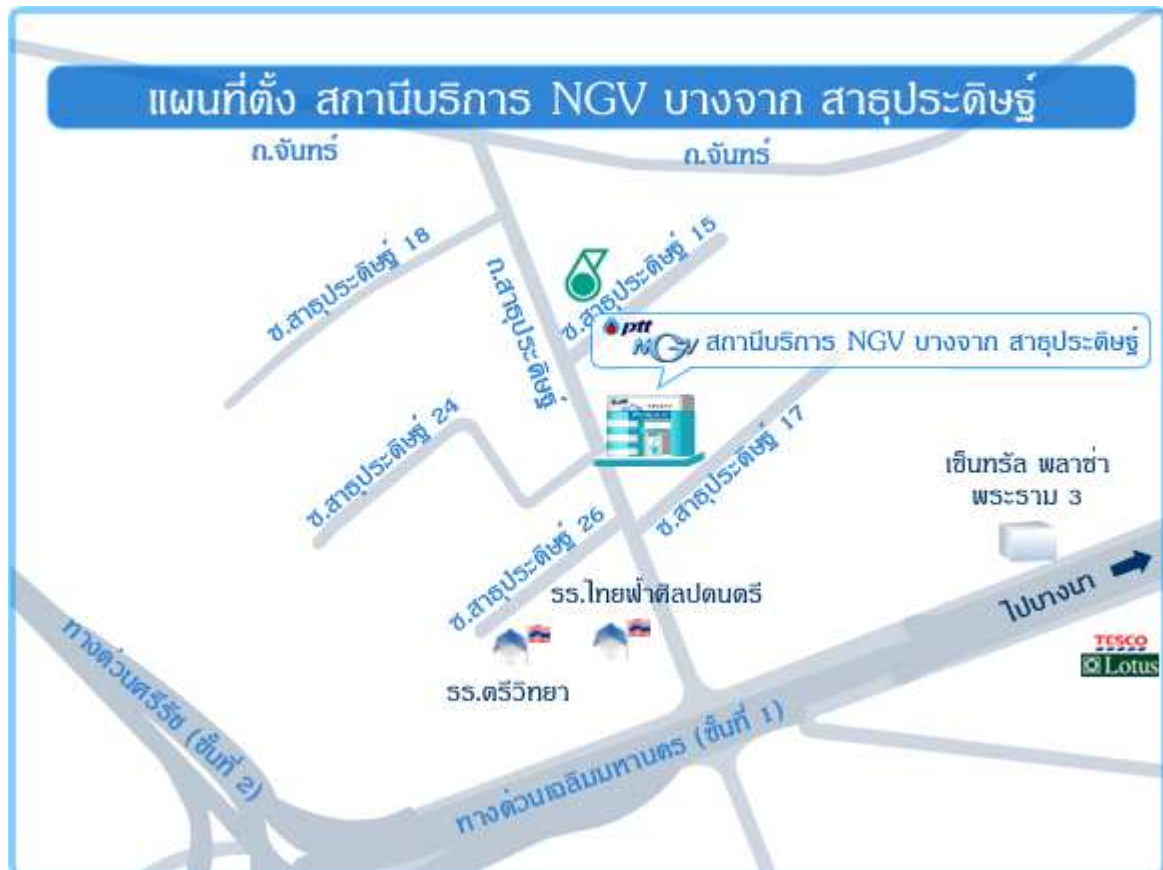 แผนที่ตั้ง สถานีบริการ NGV บางจาก สาธุประดิษฐ์
ถ.จันทร์
ถ.จันทร์
ซ.สาธุประดิษฐ์ 18
ถ.สาธุประดิษฐ์
ซ.สาธุประดิษฐ์ 15
ptt
NGV สถานีบริการ NGV บางจาก สาธุประดิษฐ์
ซ.สาธุประดิษฐ์ 24
ซ.สาธุประดิษฐ์ 17
เซ็นทรัล พลาซ่า
พระราม 3
ซ.สาธุประดิษฐ์ 26
รร.ไทยฟ้าศิลปดนตรี
ไปบางนา
TESCO
Lotus
รร.ศรีวิทยา
ทางด่วนศรีรัช (ชั้นที่ 2)
ทางด่วนเฉลิมมหานคร (ชั้นที่ 1)